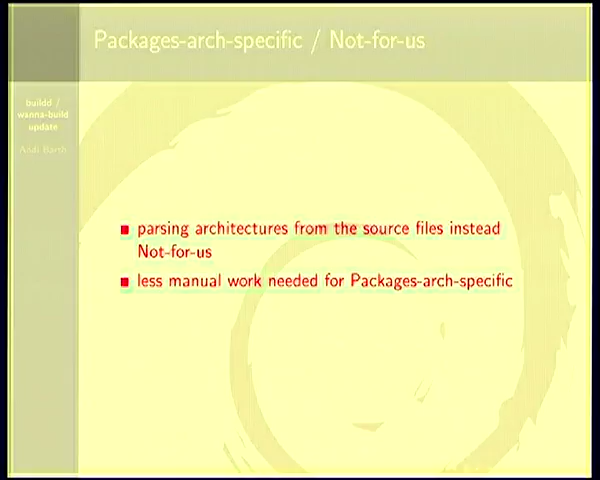 Packages-arch-specific / Not-for-us
buildd /
wanna-build
update
Andi Barth
parsing architectures from the source files instead
Not-for-us
less manual work needed for Packages-arch-specific